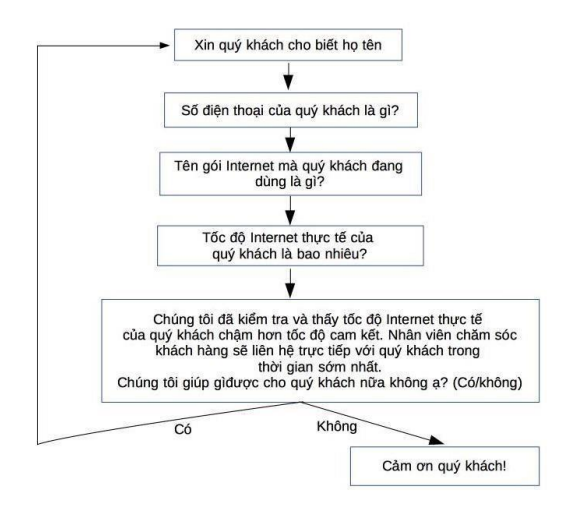 Xin quý khách cho biết họ tên
Số điện thoại của quý khách là gì?
Tên gói Internet mà quý khách đang
dùng là gì?
Tốc độ Internet thực tế của
quý khách là bao nhiêu?
Chúng tôi đã kiểm tra và thấy tốc độ Internet thực tế
của quý khách chậm hơn tốc độ cam kết. Nhân viên chăm sóc
khách hàng sẽ liên hệ trực tiếp với quý khách trong
thời gian sớm nhất.
Chúng tôi giúp gìđược cho quý khách nữa không ạ? (Có/không)
Có
Không
Cảm ơn quý khách!